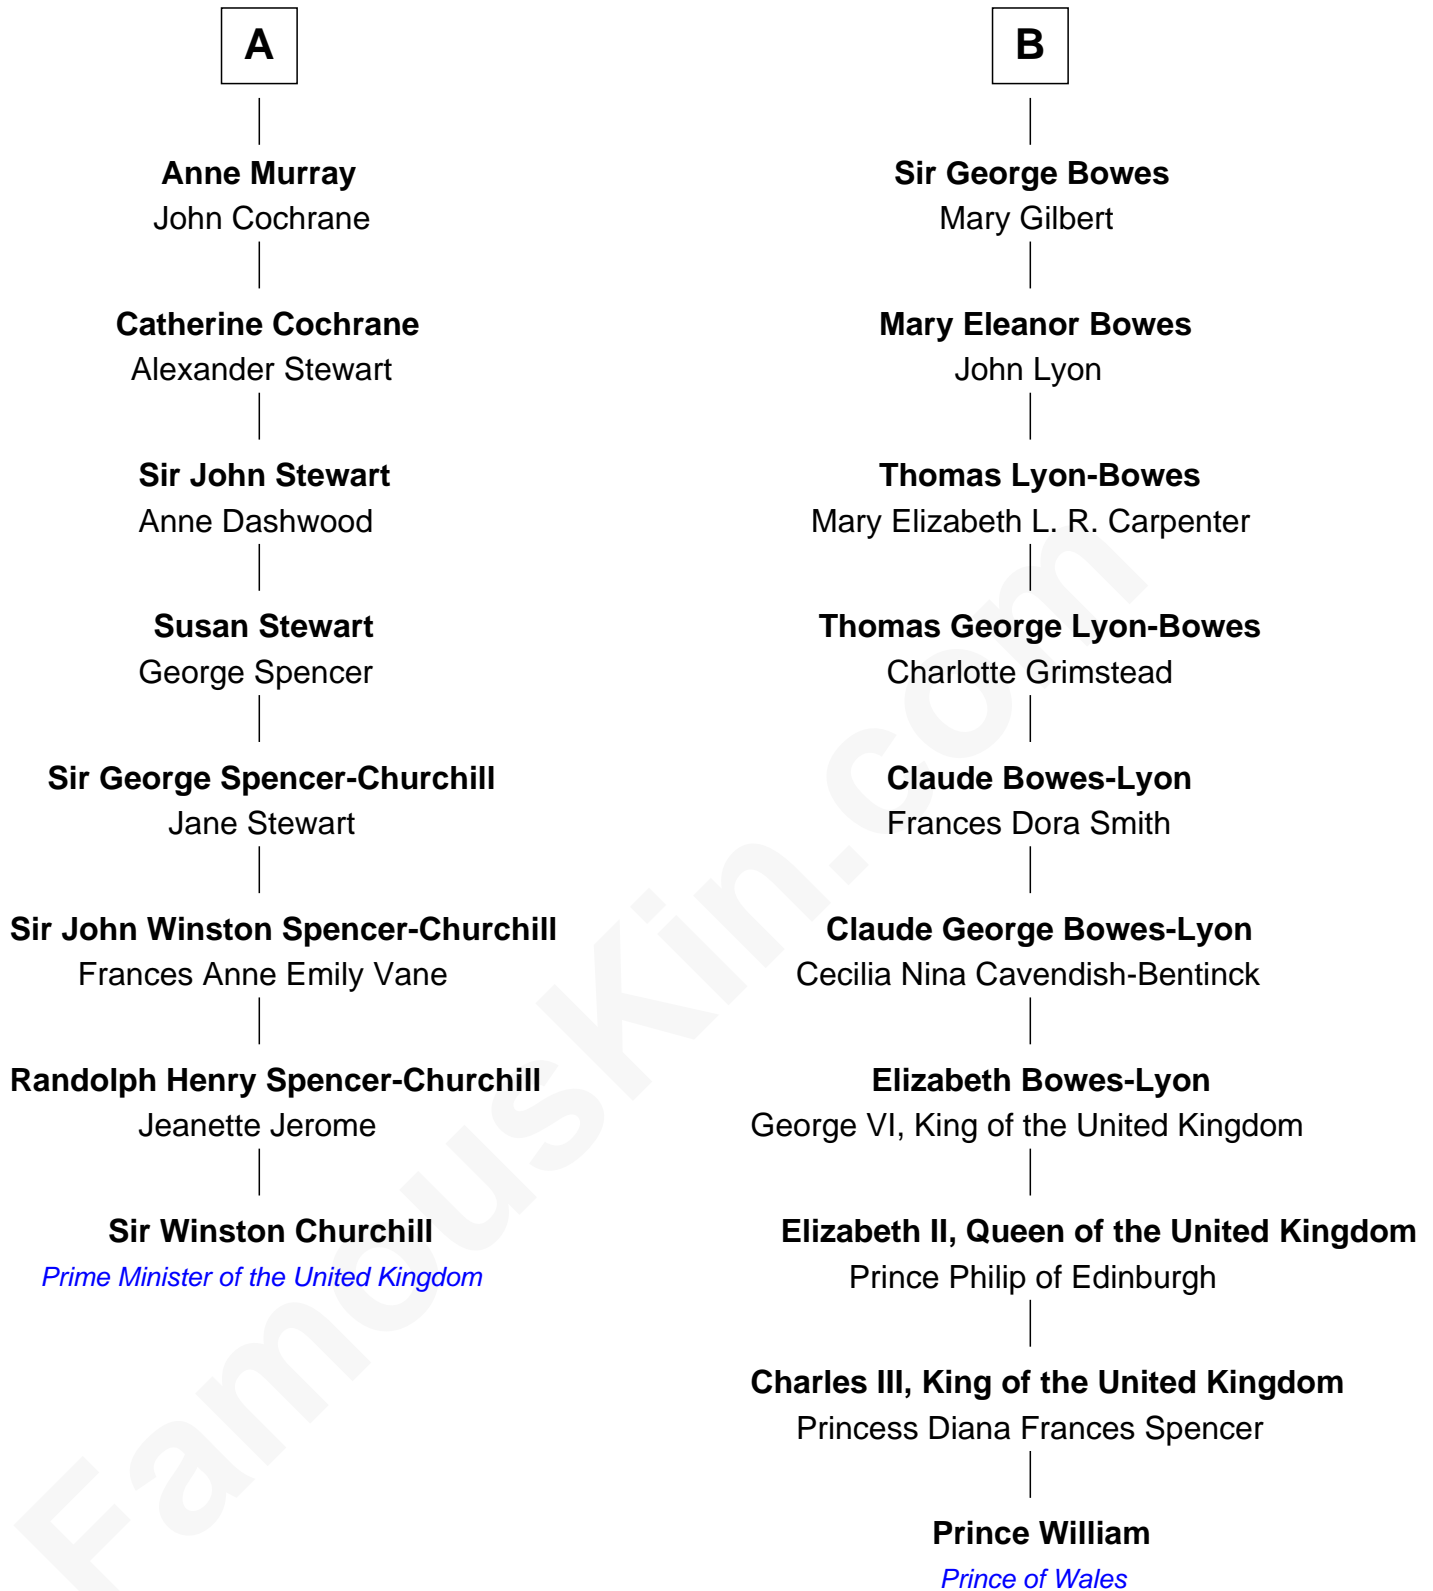 A
Anne Murray
John Cochrane
Catherine Cochrane
Alexander Stewart
Sir John Stewart
Anne Dashwood
Susan Stewart
George Spencer
Sir George Spencer-Churchill
Jane Stewart
Sir John Winston Spencer-Churchill
Frances Anne Emily Vane
Randolph Henry Spencer-Churchill
Jeanette Jerome
Sir Winston Churchill
Prime Minister of the United Kingdom
B
Sir George Bowes
Mary Gilbert
Mary Eleanor Bowes
John Lyon
Thomas Lyon-Bowes
Mary Elizabeth L. R. Carpenter
Thomas George Lyon-Bowes
Charlotte Grimstead
Claude Bowes-Lyon
Frances Dora Smith
Claude George Bowes-Lyon
Cecilia Nina Cavendish-Bentinck
Elizabeth Bowes-Lyon
George VI, King of the United Kingdom
Elizabeth II, Queen of the United Kingdom
Prince Philip of Edinburgh
Charles III, King of the United Kingdom
Princess Diana Frances Spencer
Prince William
Prince of Wales
FamousKin.com